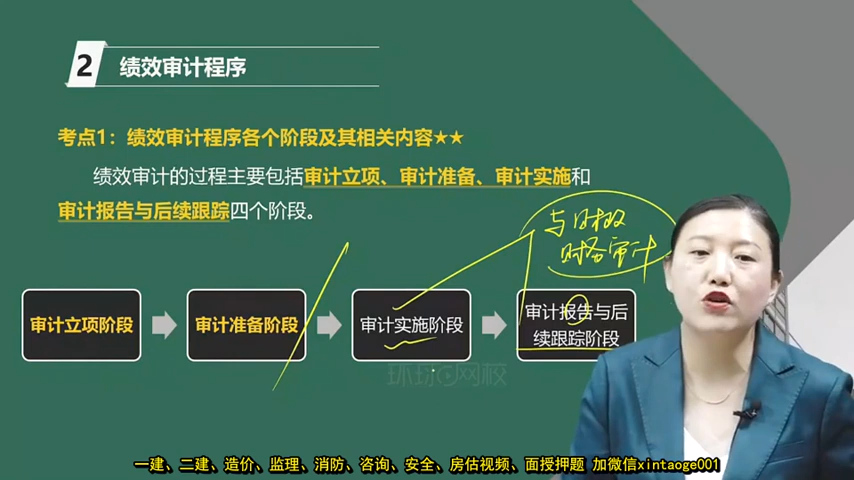 2 绩效审计程序
考点1：绩效审计程序各个阶段及其相关内容★★
绩效审计的过程主要包括审计立项、审计准备、审计实施和
审计报告与后续跟踪四个阶段。
与
财务审计
审计立项阶段
审计准备阶段
审计实施阶段
审计报告与后
续跟踪阶段
环球网校
一建、二建、造价、监理、消防、咨询、安全、房估视频、面授押题 加微信xintaoge001